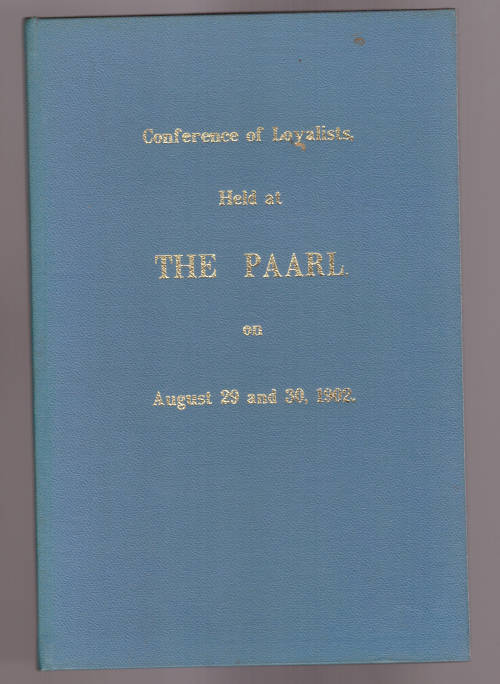 Conference of Loyalists.
Held at
THE PAARL.
on
August 29 and 30, 1902.